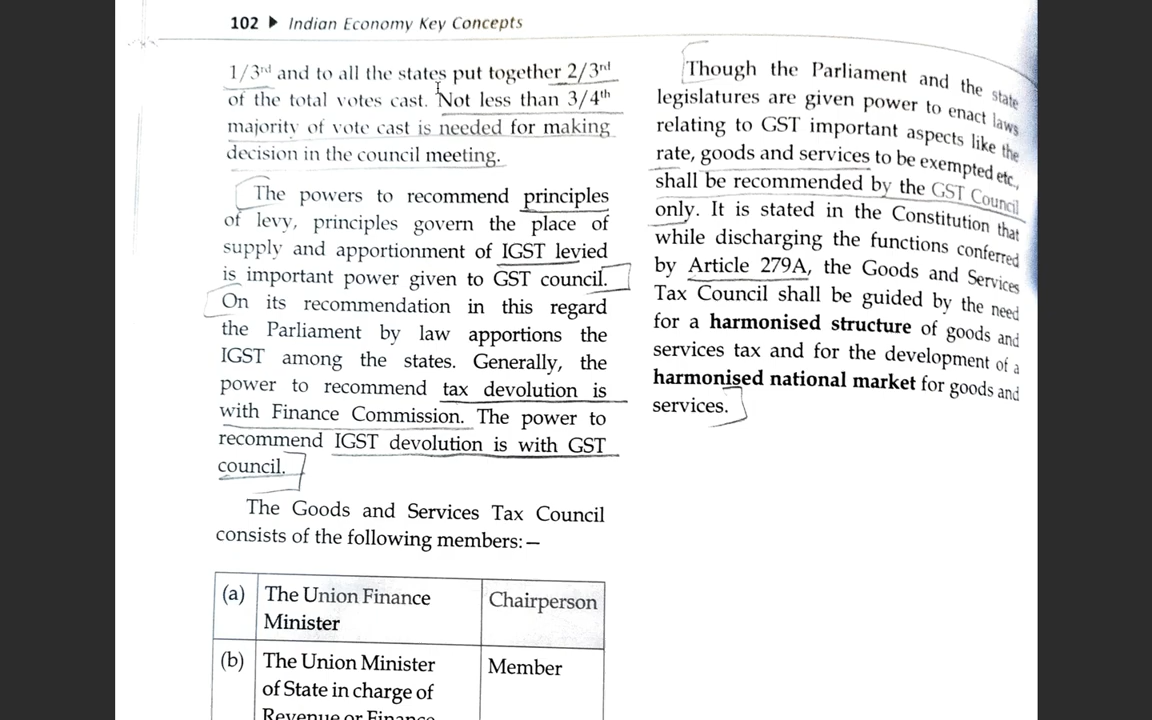 102 ▶ Indian Economy Key Concepts
1/3rd and to all the states put together 2/3rd
of the total votes cast. Not less than 3/4th
majority of vote cast is needed for making
decision in the council meeting.
The powers to recommend principles
of levy, principles govern the place of
supply and apportionment of IGST levied
is important power given to GST council.
On its recommendation in this regard
the Parliament by law apportions the
IGST among the states. Generally, the
power to recommend tax devolution is
with Finance Commission. The power to
recommend IGST devolution is with GST
council.
The Goods and Services Tax Council
consists of the following members: —
(a) The Union Finance Chairperson
Minister
(b) The Union Minister Member
of State in charge of
Revenue or Finance
Though the Parliament and the state
legislatures are given power to enact laws
relating to GST important aspects like the
rate, goods and services to be exempted etc.,
shall be recommended by the GST Council
only. It is stated in the Constitution that
while discharging the functions conferred
by Article 279A, the Goods and Services
Tax Council shall be guided by the need
for a harmonised structure of goods and
services tax and for the development of a
harmonised national market for goods and
services.